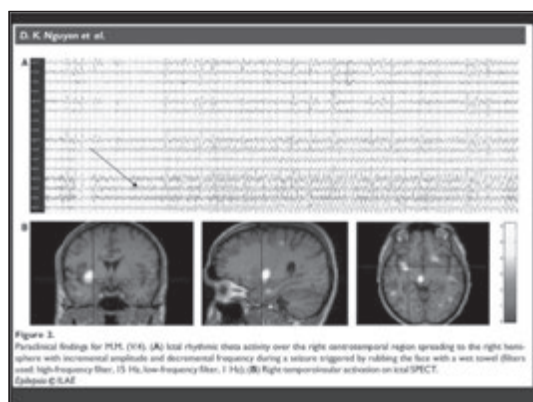 D. K. Nguyen et al.
A
B
Figure 2.
Paraclinical findings for M.M. (V/4). (A) Ictal rhythmic theta activity over the right centrotemporal region spreading to the right hemi-
sphere with incremental amplitude and decremental frequency during a seizure triggered by rubbing the face with a wet towel (filters
used: high-frequency filter, 15 Hz, low-frequency filter, 1 Hz); (B) Right temporoinsular activation on ictal SPECT.
Epilepsia © ILAE